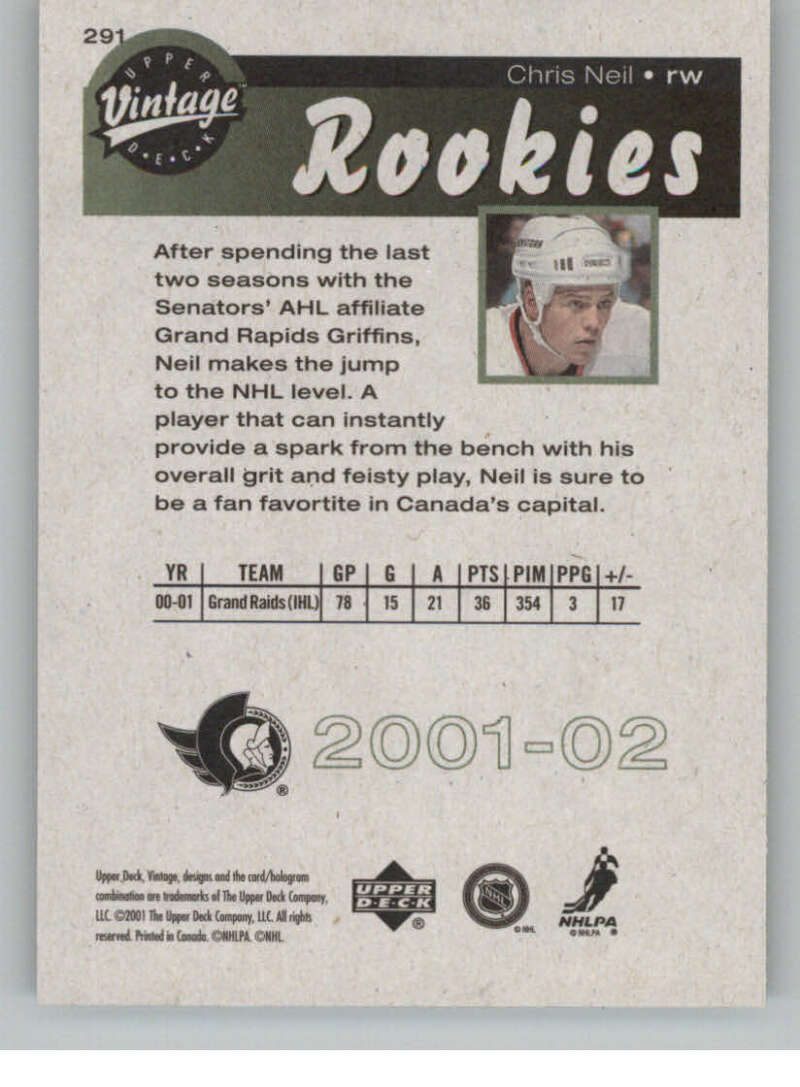 291
UPPER
Vintage
DECK
Chris Neil • rw
Rookies
After spending the last
two seasons with the
Senators' AHL affiliate
Grand Rapids Griffins,
Neil makes the jump
to the NHL level. A
player that can instantly
provide a spark from the bench with his
overall grit and feisty play, Neil is sure to
be a fan favortite in Canada's capital.
YR TEAM GP G A PTS PIM PPG +/-
00-01 Grand Raids (IHL) 78 15 21 36 354 3 17
® 2001-02
Upper Deck, Vintage, designs and the card/hologram
combination are trademarks of The Upper Deck Company,
LLC. ©2001 The Upper Deck Company, LLC. All rights
reserved. Printed in Canada. ©NHLPA. ©NHL.
UPPER
D·E·C·K
®
NHL
© NHL
NHLPA
© NHLPA ®